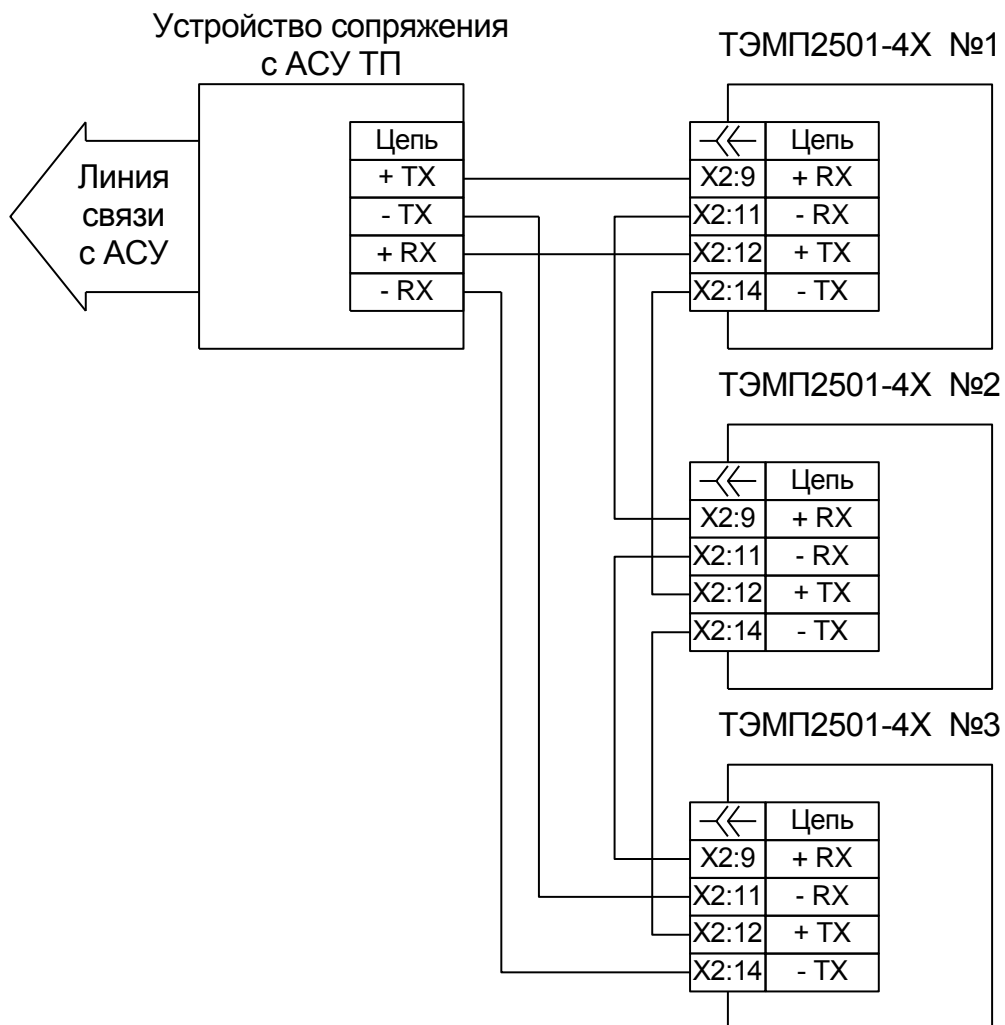 Устройство сопряжения
с АСУ ТП
Линия
связи
с АСУ
Цепь
+ TX
- TX
+ RX
- RX
ТЭМП2501-4Х №1
Цепь
X2:9 + RX
X2:11 - RX
X2:12 + TX
X2:14 - TX
ТЭМП2501-4Х №2
Цепь
X2:9 + RX
X2:11 - RX
X2:12 + TX
X2:14 - TX
ТЭМП2501-4Х №3
Цепь
X2:9 + RX
X2:11 - RX
X2:12 + TX
X2:14 - TX